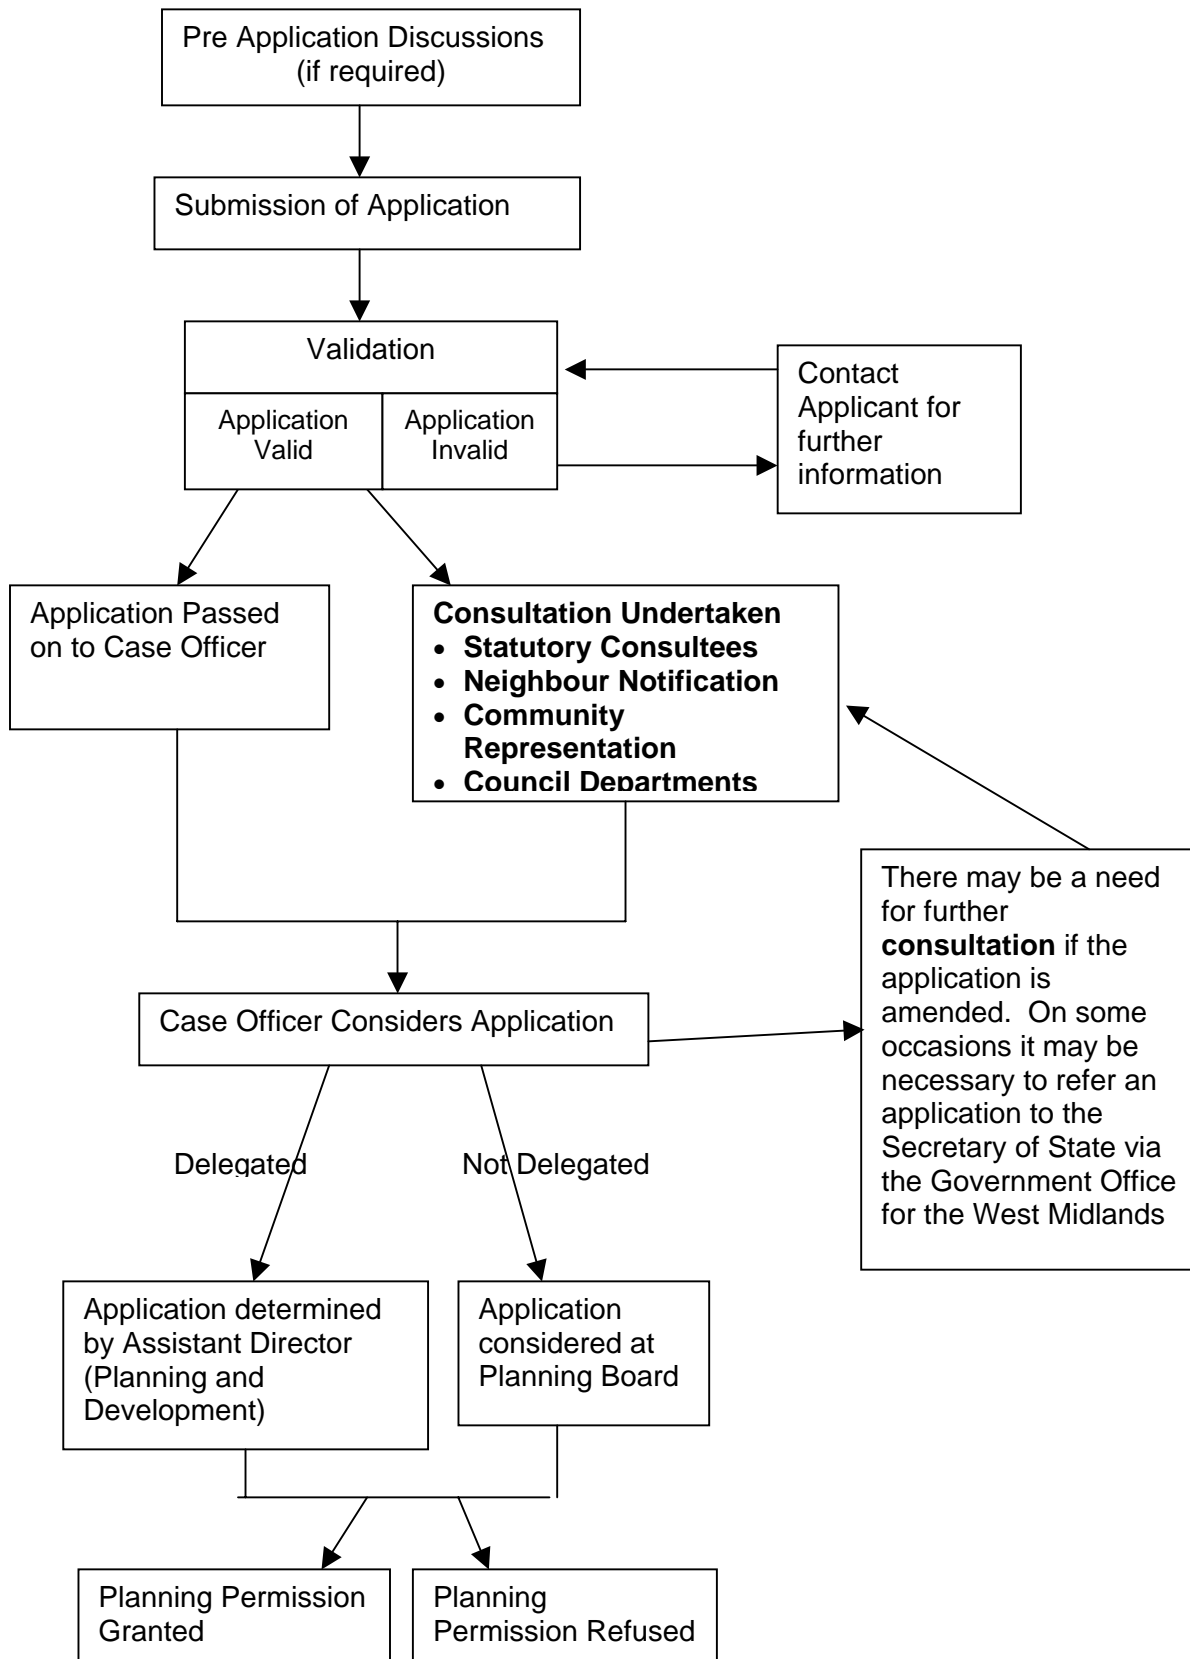 Pre Application Discussions
(if required)
Submission of Application
Validation
Application
Valid
Application
Invalid
Contact
Applicant for
further
information
Application Passed
on to Case Officer
Consultation Undertaken
• Statutory Consultees
• Neighbour Notification
• Community
Representation
• Council Departments
There may be a need
for further
consultation if the
application is
amended.  On some
occasions it may be
necessary to refer an
application to the
Secretary of State via
the Government Office
for the West Midlands
Case Officer Considers Application
Delegated
Not Delegated
Application determined
by Assistant Director
(Planning and
Development)
Application
considered at
Planning Board
Planning Permission
Granted
Planning
Permission Refused